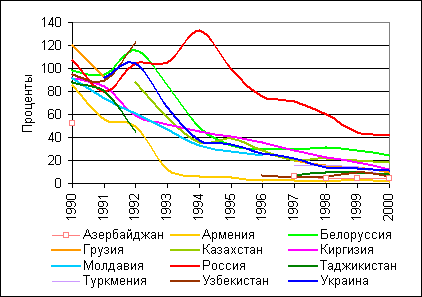 140
120
100
80
60
40
20
0
Проценты
1990 1991 1992 1993 1994 1995 1996 1997 1998 1999 2000
Азербайджан Армения Белоруссия
Грузия Казахстан Киргизия
Молдавия Россия Таджикистан
Туркмения Узбекистан Украина